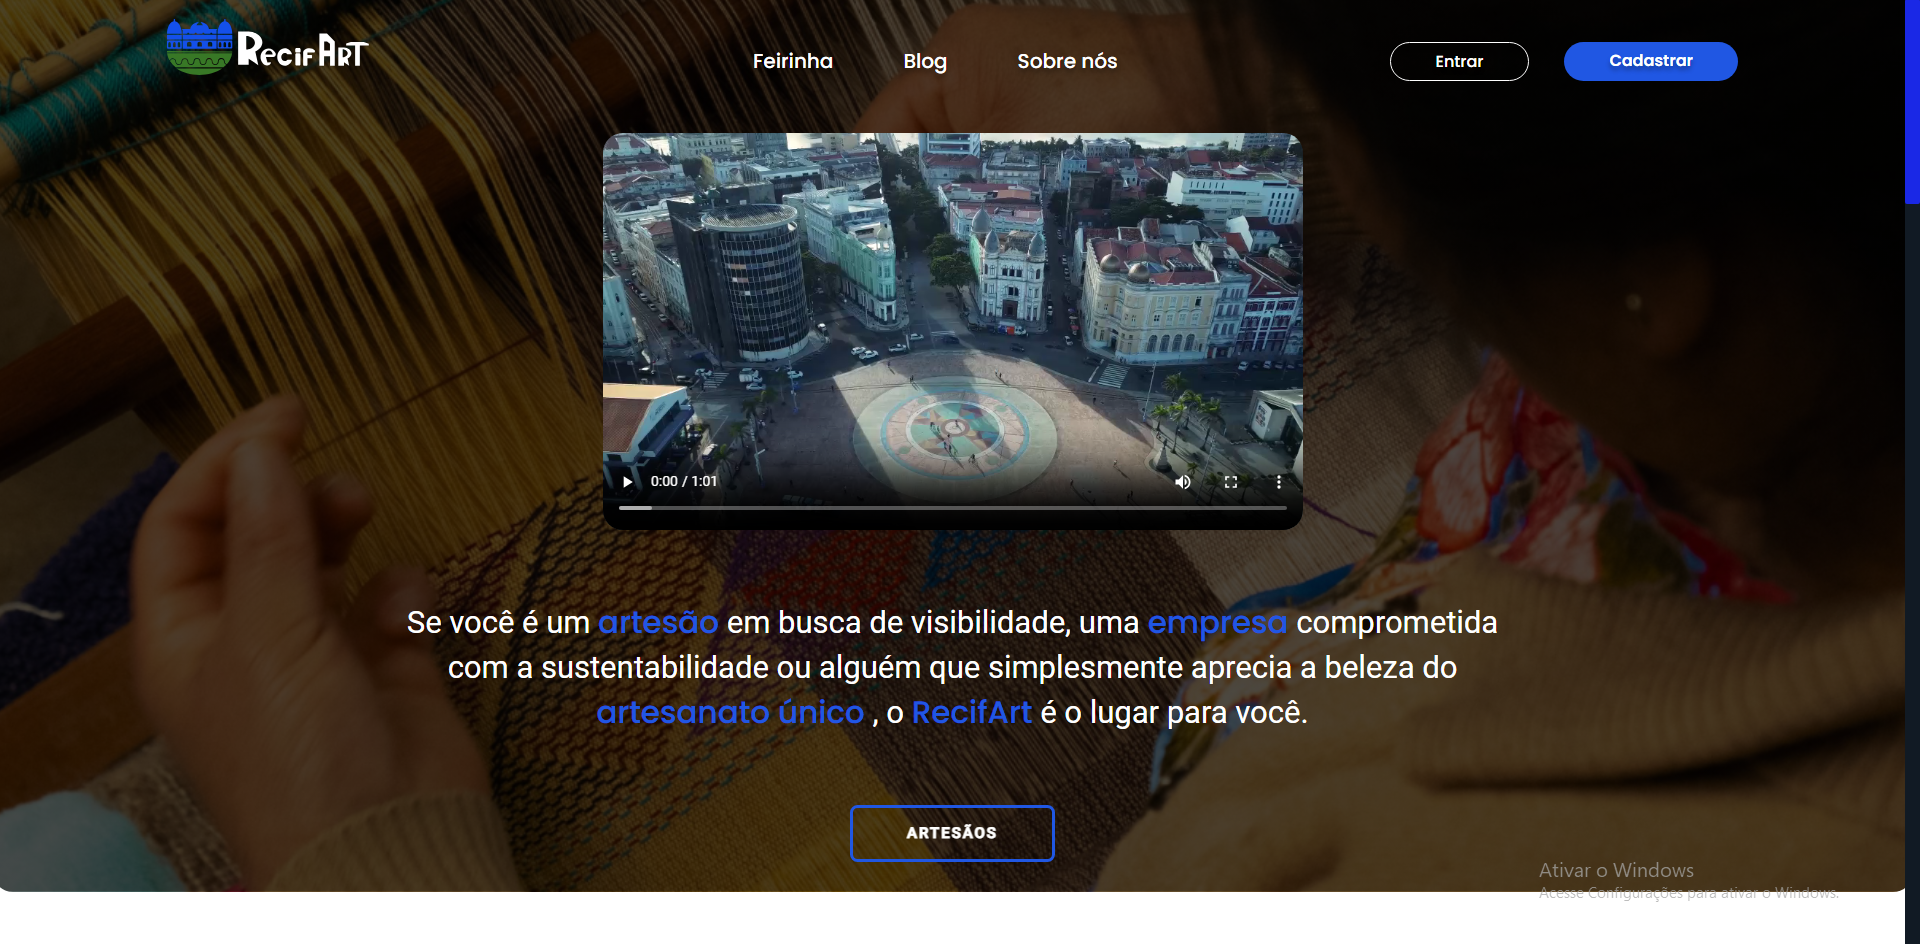 RecifArt
Feirinha
Blog
Sobre nós
Entrar
Cadastrar
0:00 / 1:01
Se você é um artesão em busca de visibilidade, uma empresa comprometida
com a sustentabilidade ou alguém que simplesmente aprecia a beleza do
artesanato único , o RecifArt é o lugar para você.
ARTESÃOS
Ativar o Windows
Acesse Configurações para ativar o Windows.